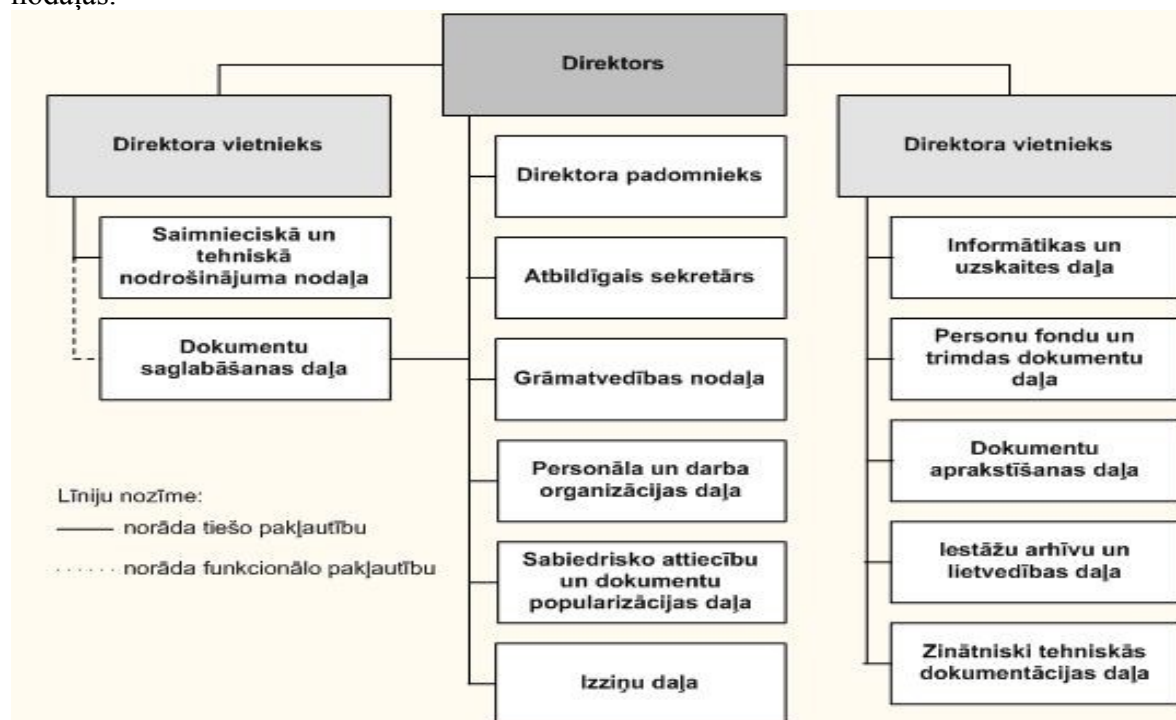 nodaļas.
Direktors
Direktora vietnieks
Saimnieciskā un
tehniskā
nodrošinājuma nodaļa
Dokumentu
saglabāšanas daļa
Līniju nozīme:
norāda tiešo pakļautību
norāda funkcionālo pakļautību
Direktora padomnieks
Atbildīgais sekretārs
Grāmatvedības nodaļa
Personāla un darba
organizācijas daļa
Sabiedrisko attiecību
un dokumentu
popularizācijas daļa
Izziņu daļa
Direktora vietnieks
Informātikas un
uzskaites daļa
Personu fondu un
trimdas dokumentu
daļa
Dokumentu
aprakstīšanas daļa
Iestāžu arhīvu un
lietvedības daļa
Zinātniski tehniskās
dokumentācijas daļa